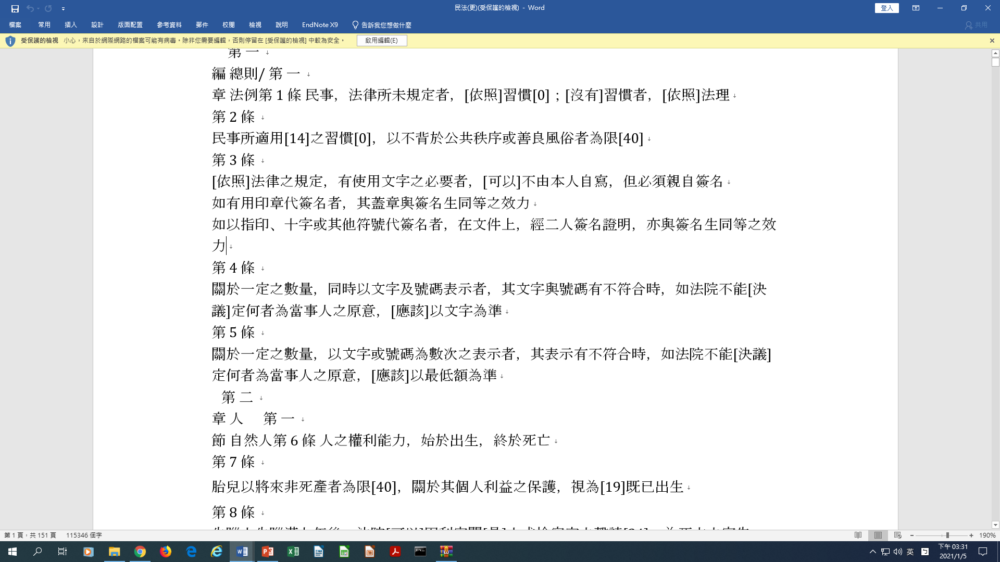 民法(更)(受保護的檢視) - Word
登入
檔案 常用 插入 設計 版面配置 參考資料 郵件 校閱 檢視 說明 EndNote X9 告訴我您想做什麼 共用
受保護的檢視 小心，來自於網際網路的檔案可能有病毒。除非您需要編輯，否則停留在 [受保護的檢視] 中較為安全。 啟用編輯(E)
第 一
編 總則/ 第 一
章 法例第 1 條 民事，法律所未規定者，[依照]習慣[0]；[沒有]習慣者，[依照]法理
第 2 條
民事所適用[14]之習慣[0]，以不背於公共秩序或善良風俗者為限[40]
第 3 條
[依照]法律之規定，有使用文字之必要者，[可以]不由本人自寫，但必須親自簽名
如有用印章代簽名者，其蓋章與簽名生同等之效力
如以指印、十字或其他符號代簽名者，在文件上，經二人簽名證明，亦與簽名生同等之效
力
第 4 條
關於一定之數量，同時以文字及號碼表示者，其文字與號碼有不符合時，如法院不能[決
議]定何者為當事人之原意，[應該]以文字為準
第 5 條
關於一定之數量，以文字或號碼為數次之表示者，其表示有不符合時，如法院不能[決議]
定何者為當事人之原意，[應該]以最低額為準
第 二
章 人 第 一
節 自然人第 6 條 人之權利能力，始於出生，終於死亡
第 7 條
胎兒以將來非死產者為限[40]，關於其個人利益之保護，視為[19]既已出生
第 8 條
第 1 頁，共 151 頁 115346 個字
190%
英
下午 03:31
2021/1/5